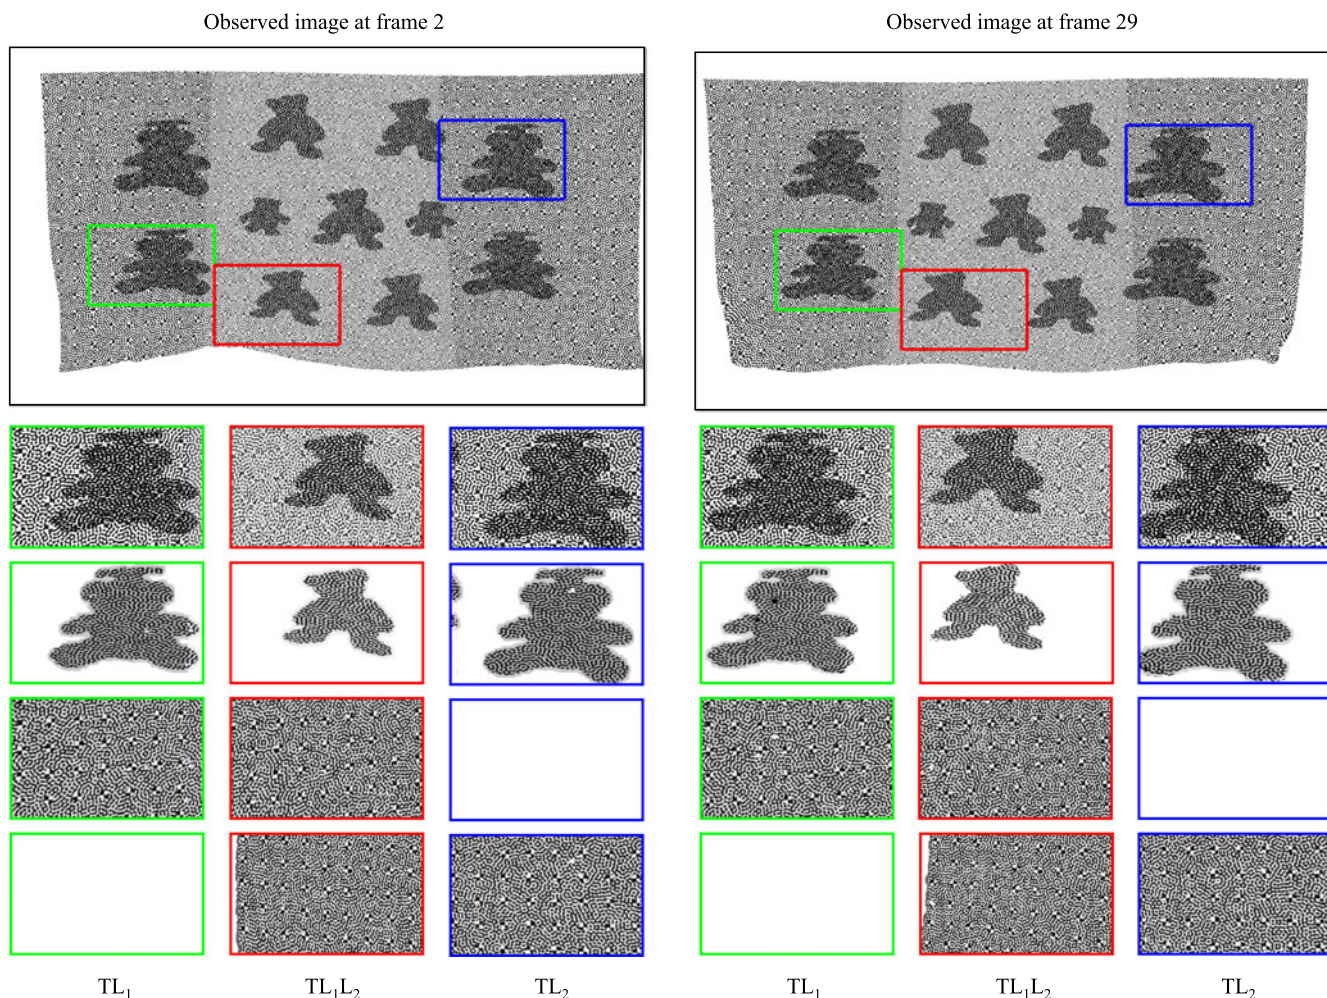 Observed image at frame 2
Observed image at frame 29
TL₁ TL₁L₂ TL₂ TL₁ TL₁L₂ TL₂